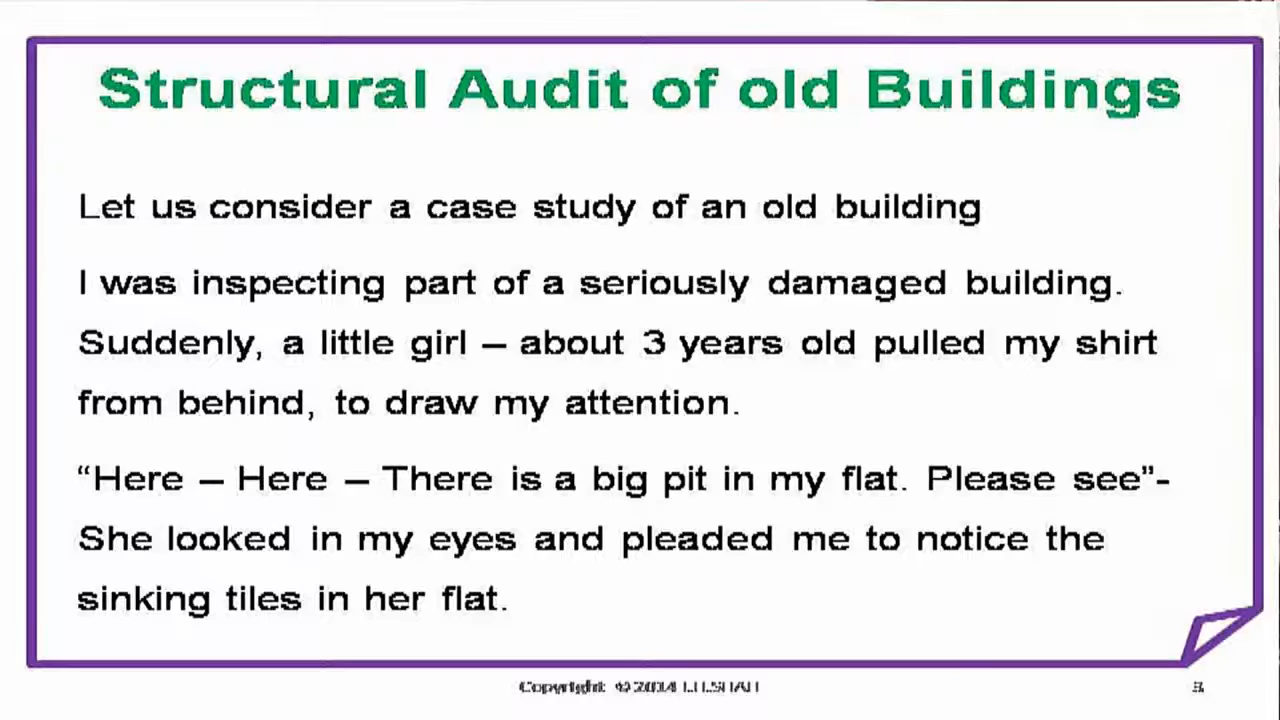 Structural Audit of old Buildings
Let us consider a case study of an old building
I was inspecting part of a seriously damaged building.
Suddenly, a little girl – about 3 years old pulled my shirt
from behind, to draw my attention.
“Here – Here – There is a big pit in my flat. Please see”-
She looked in my eyes and pleaded me to notice the
sinking tiles in her flat.
Copyright © 2014